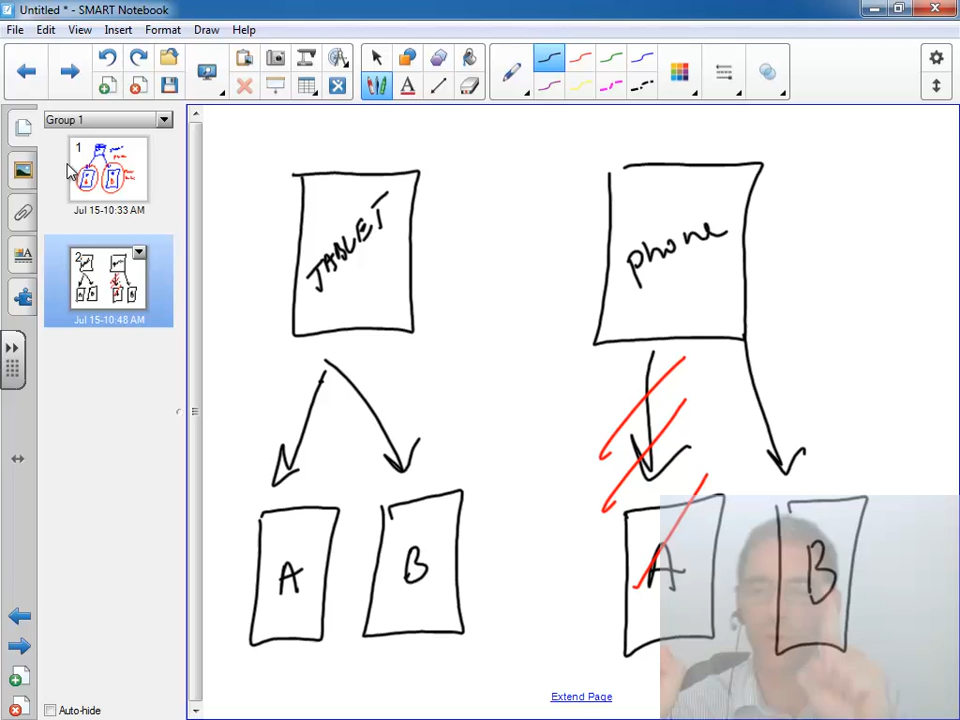 Untitled * - SMART Notebook
File Edit View Insert Format Draw Help
Group 1
1
Jul 15-10:33 AM
2
Jul 15-10:48 AM
TABLET
phone
A
B
A
B
Extend Page
Auto-hide